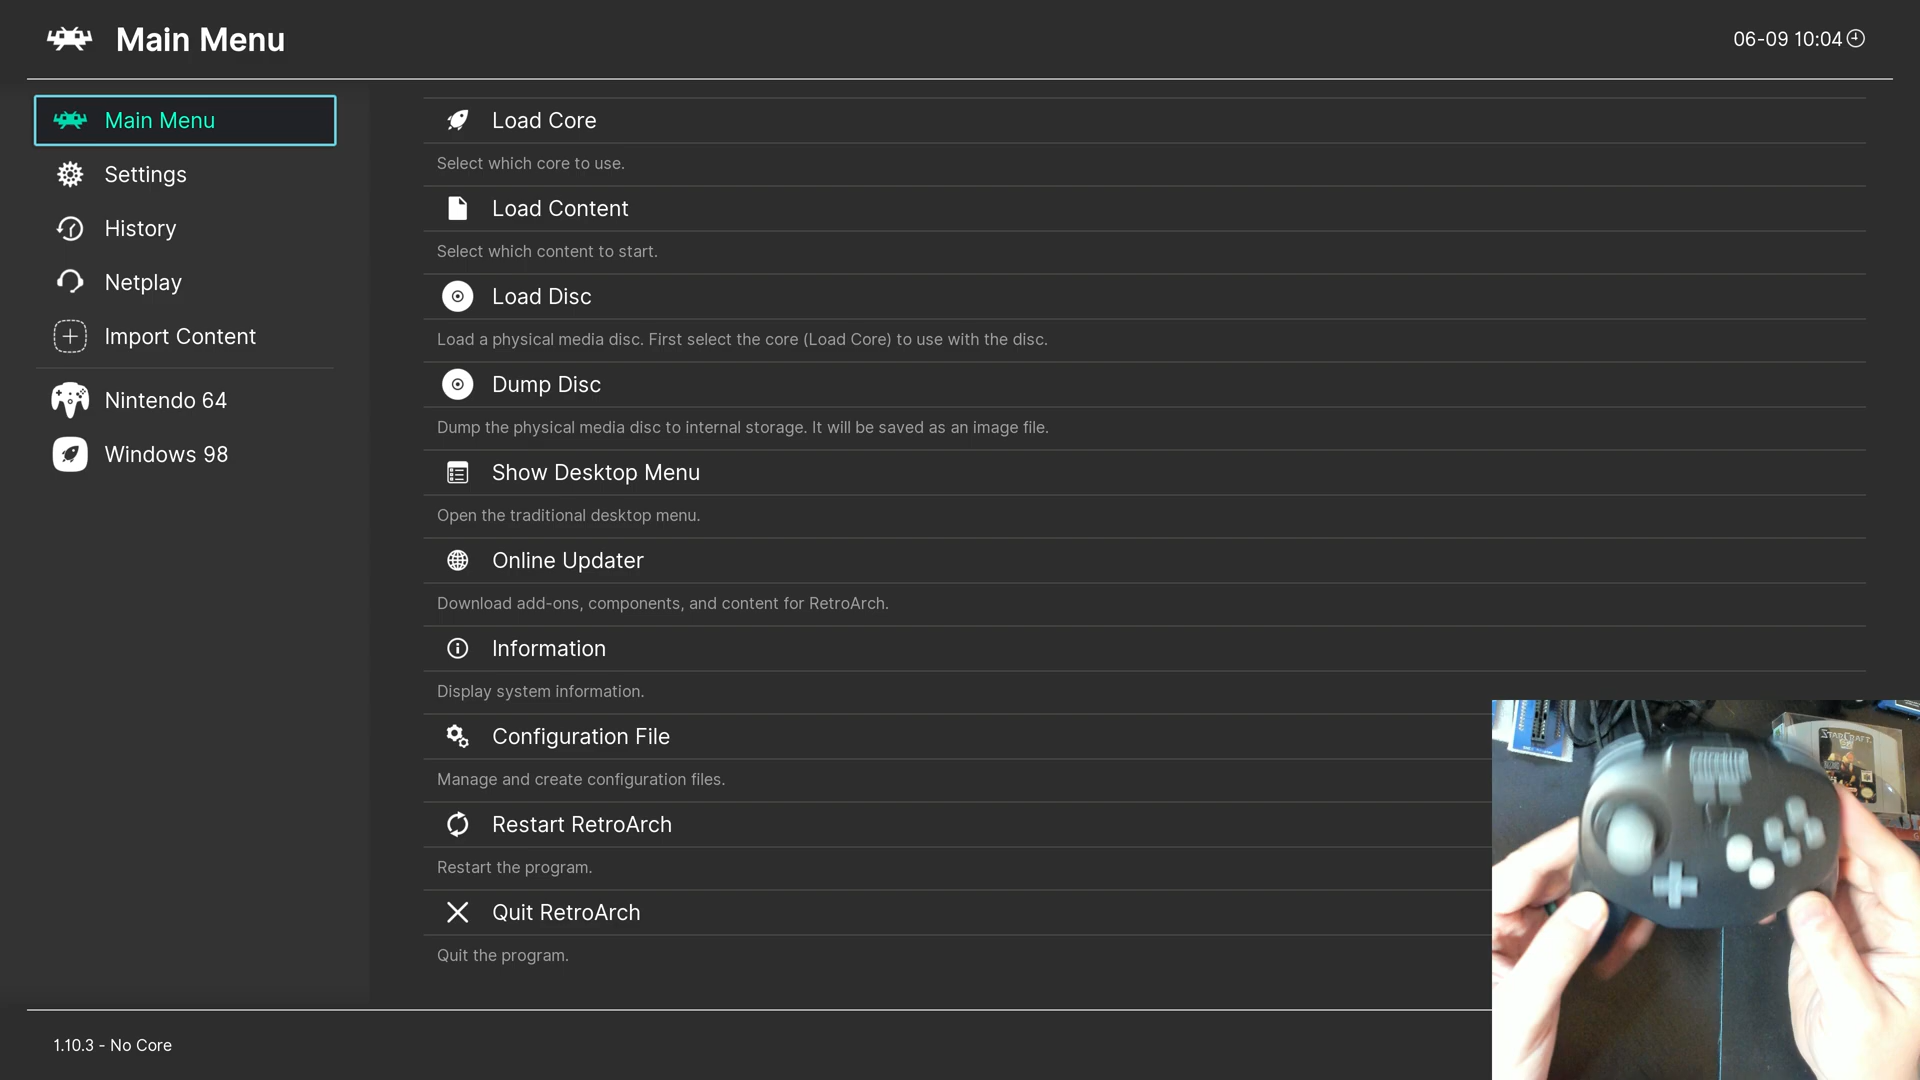 Main Menu
06-09 10:04
Main Menu
Settings
History
Netplay
Import Content
Nintendo 64
Windows 98
Load Core
Select which core to use.
Load Content
Select which content to start.
Load Disc
Load a physical media disc. First select the core (Load Core) to use with the disc.
Dump Disc
Dump the physical media disc to internal storage. It will be saved as an image file.
Show Desktop Menu
Open the traditional desktop menu.
Online Updater
Download add-ons, components, and content for RetroArch.
Information
Display system information.
Configuration File
Manage and create configuration files.
Restart RetroArch
Restart the program.
Quit RetroArch
Quit the program.
1.10.3 - No Core
STARCRAFT
64